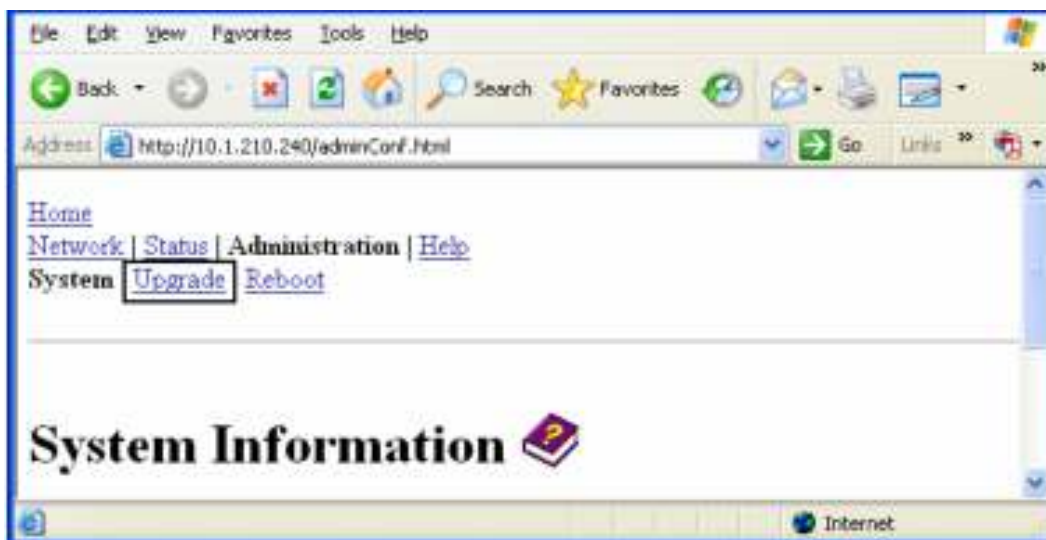 File Edit View Favorites Tools Help
Back Search Favorites
Address http://10.1.210.240/adminConf.html Go Links
Home
Network | Status | Administration | Help
System Upgrade Reboot
System Information
Internet